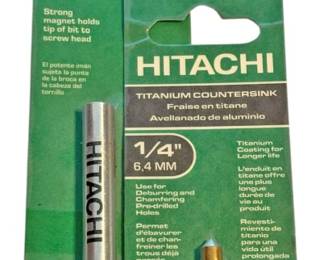 Strong
magnet holds
tip of bit to
screw head
El potente imán
sujeta la punta
de la broca en
la cabeza del
tornillo
HITACHI
HITACHI
TITANIUM COUNTERSINK
Fraise en titane
Avellanado de aluminio
1/4"
6,4 MM
Use for
Deburring and
Chamfering
Pre-drilled
Holes
Permet
d'ébavurer
et de chan-
freiner les
trous déjà
Titanium
Coating for
Longer life
L'enduit en
titane offre
une plus
longue
durée de
vie
Revesti-
miento de
titanio para
una vida útil
prolongada